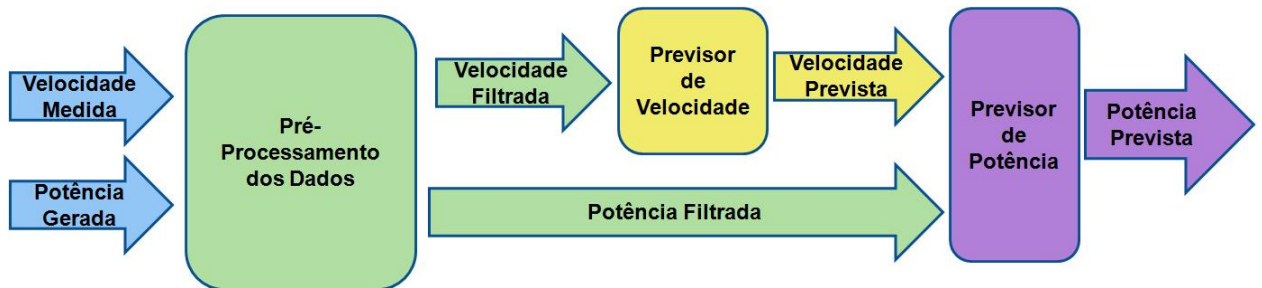 Velocidade
Medida
Potência
Gerada
Pré-
Processamento
dos Dados
Velocidade
Filtrada
Previsor
de
Velocidade
Velocidade
Prevista
Potência Filtrada
Previsor
de
Potência
Potência
Prevista